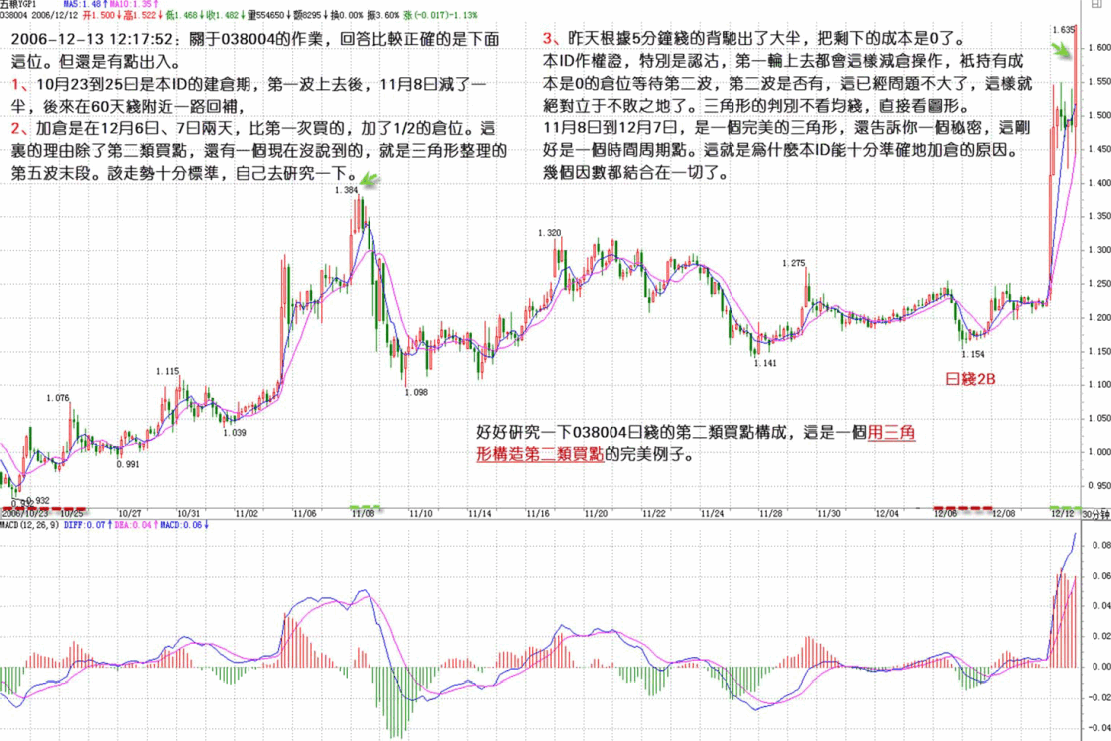 五粮YGP1 MA5:1.48↑MA10:1.35↑
038004 2006/12/12 开1.500↓高1.522↓低1.468↓收1.482↓量554650↓额8295↓换0.00% 振3.60% 涨(-0.017)-1.13%
2006-12-13 12:17:52：關于038004的作業，回答比較正確的是下面
這位。但還是有點出入。
1、10月23到25日是本ID的建倉期，第一波上去後，11月8日減了一
半，後來在60天綫附近一路回補，
2、加倉是在12月6日、7日兩天，比第一次買的，加了1/2的倉位。這
裏的理由除了第二類買點，還有一個現在沒說到的，就是三角形整理的
第五波末段。該走勢十分標準，自己去研究一下。
3、昨天根據5分鐘綫的背馳出了大半，把剩下的成本是0了。
本ID作權證，特別是認沽，第一輪上去都會這樣減倉操作，衹持有成
本是0的倉位等待第二波，第二波是否有，這已經問題不大了，這樣就
絕對立于不敗之地了。三角形的判別不看均綫，直接看圖形。
11月8日到12月7日，是一個完美的三角形，還告訴你一個秘密，這剛
好是一個時間周期點。這就是爲什麼本ID能十分準確地加倉的原因。
幾個因數都結合在一切了。
1.635
1.600
1.550
1.500
1.450
1.400
1.350
1.300
1.250
1.200
1.150
1.100
1.050
1.000
0.950
1.384
1.320
1.275
1.115
1.076
1.098
1.141
1.154
1.039
0.991
0.932
0.932
日綫2B
好好研究一下038004日綫的第二類買點構成，這是一個用三角
形構造第二類買點的完美例子。
2006/10/23 10/25 10/27 10/31 11/02 11/06 11/08 11/10 11/14 11/16 11/20 11/22 11/24 11/28 11/30 12/04 12/06 12/08 12/12 30分钟
MACD(12,26,9) DIFF:0.07↑DEA:0.04↑MACD:0.06↓
0.08
0.06
0.04
0.02
0.00
-0.02
-0.04